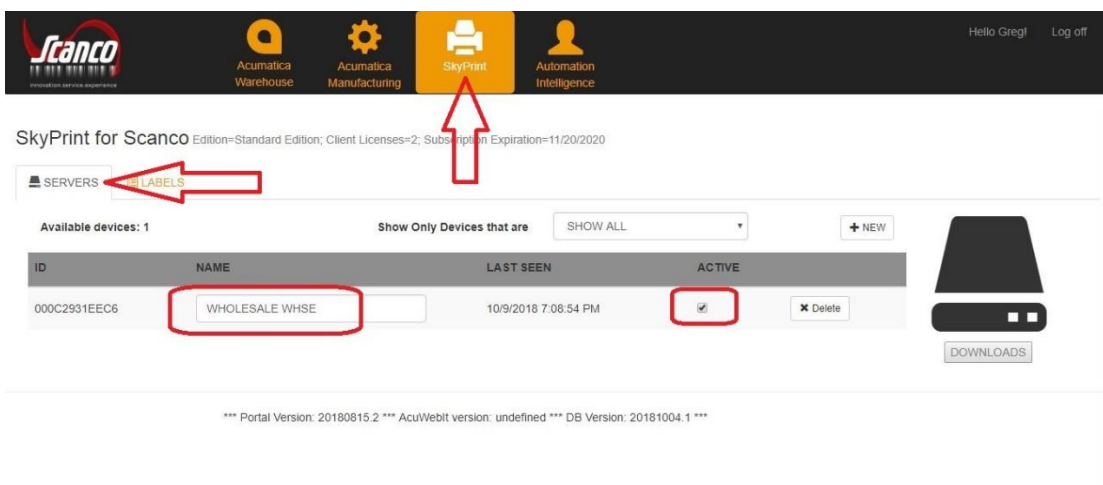 Scanco
innovation service experience
Acumatica Warehouse
Acumatica Manufacturing
SkyPrint
Automation Intelligence
Hello Greg!
Log off
SkyPrint for Scanco Edition=Standard Edition; Client Licenses=2; Subscription Expiration=11/20/2020
SERVERS
LABELS
Available devices: 1
Show Only Devices that are
SHOW ALL
+ NEW
ID NAME LAST SEEN ACTIVE
000C2931EEC6 WHOLESALE WHSE 10/9/2018 7:08:54 PM Delete
DOWNLOADS
*** Portal Version: 20180815.2 *** AcuWebIt version: undefined *** DB Version: 20181004.1 ***